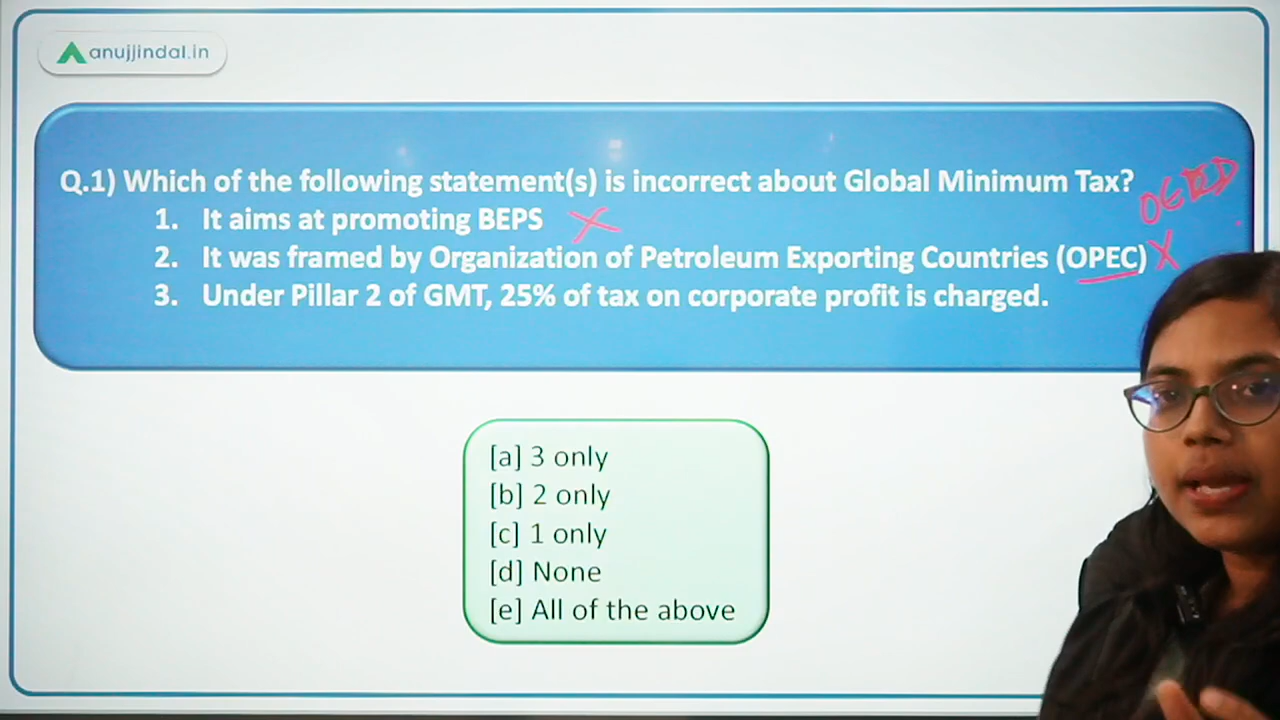 anujjindal.in
Q.1) Which of the following statement(s) is incorrect about Global Minimum Tax?
1. It aims at promoting BEPS
2. It was framed by Organization of Petroleum Exporting Countries (OPEC)
3. Under Pillar 2 of GMT, 25% of tax on corporate profit is charged.
[a] 3 only
[b] 2 only
[c] 1 only
[d] None
[e] All of the above